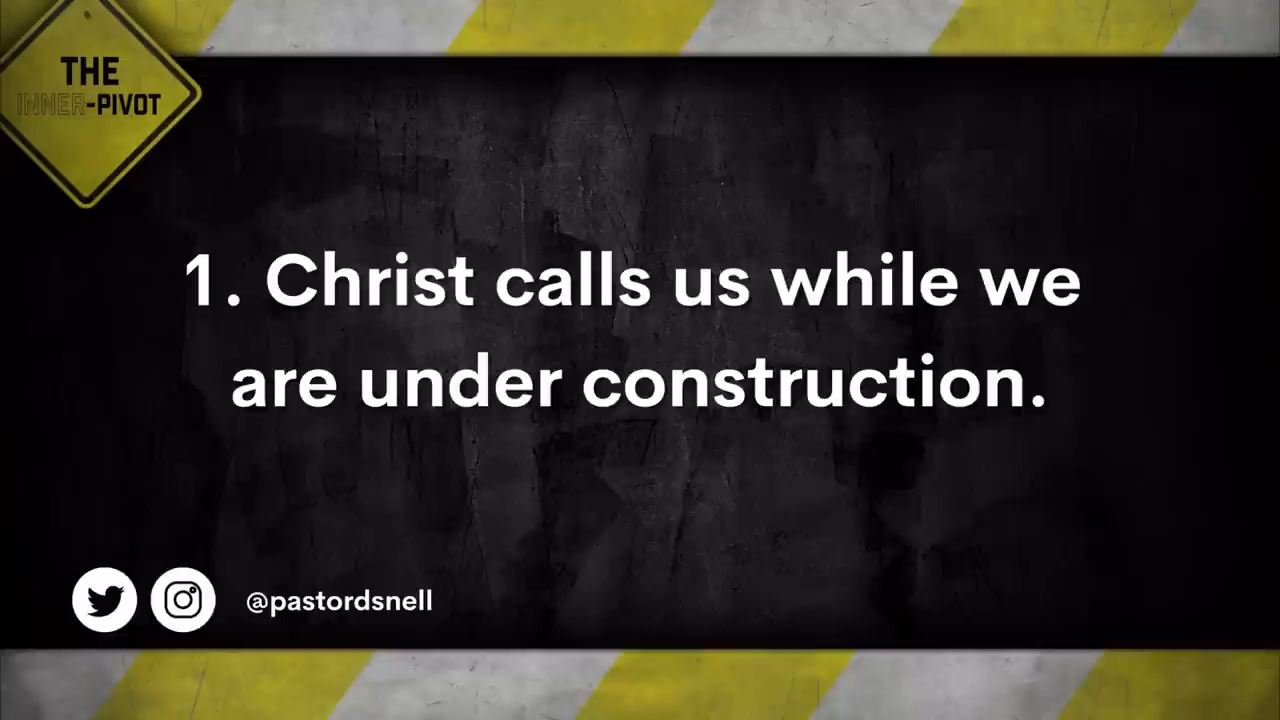 THE
INNER-PIVOT
1. Christ calls us while we
are under construction.
@pastordsnell